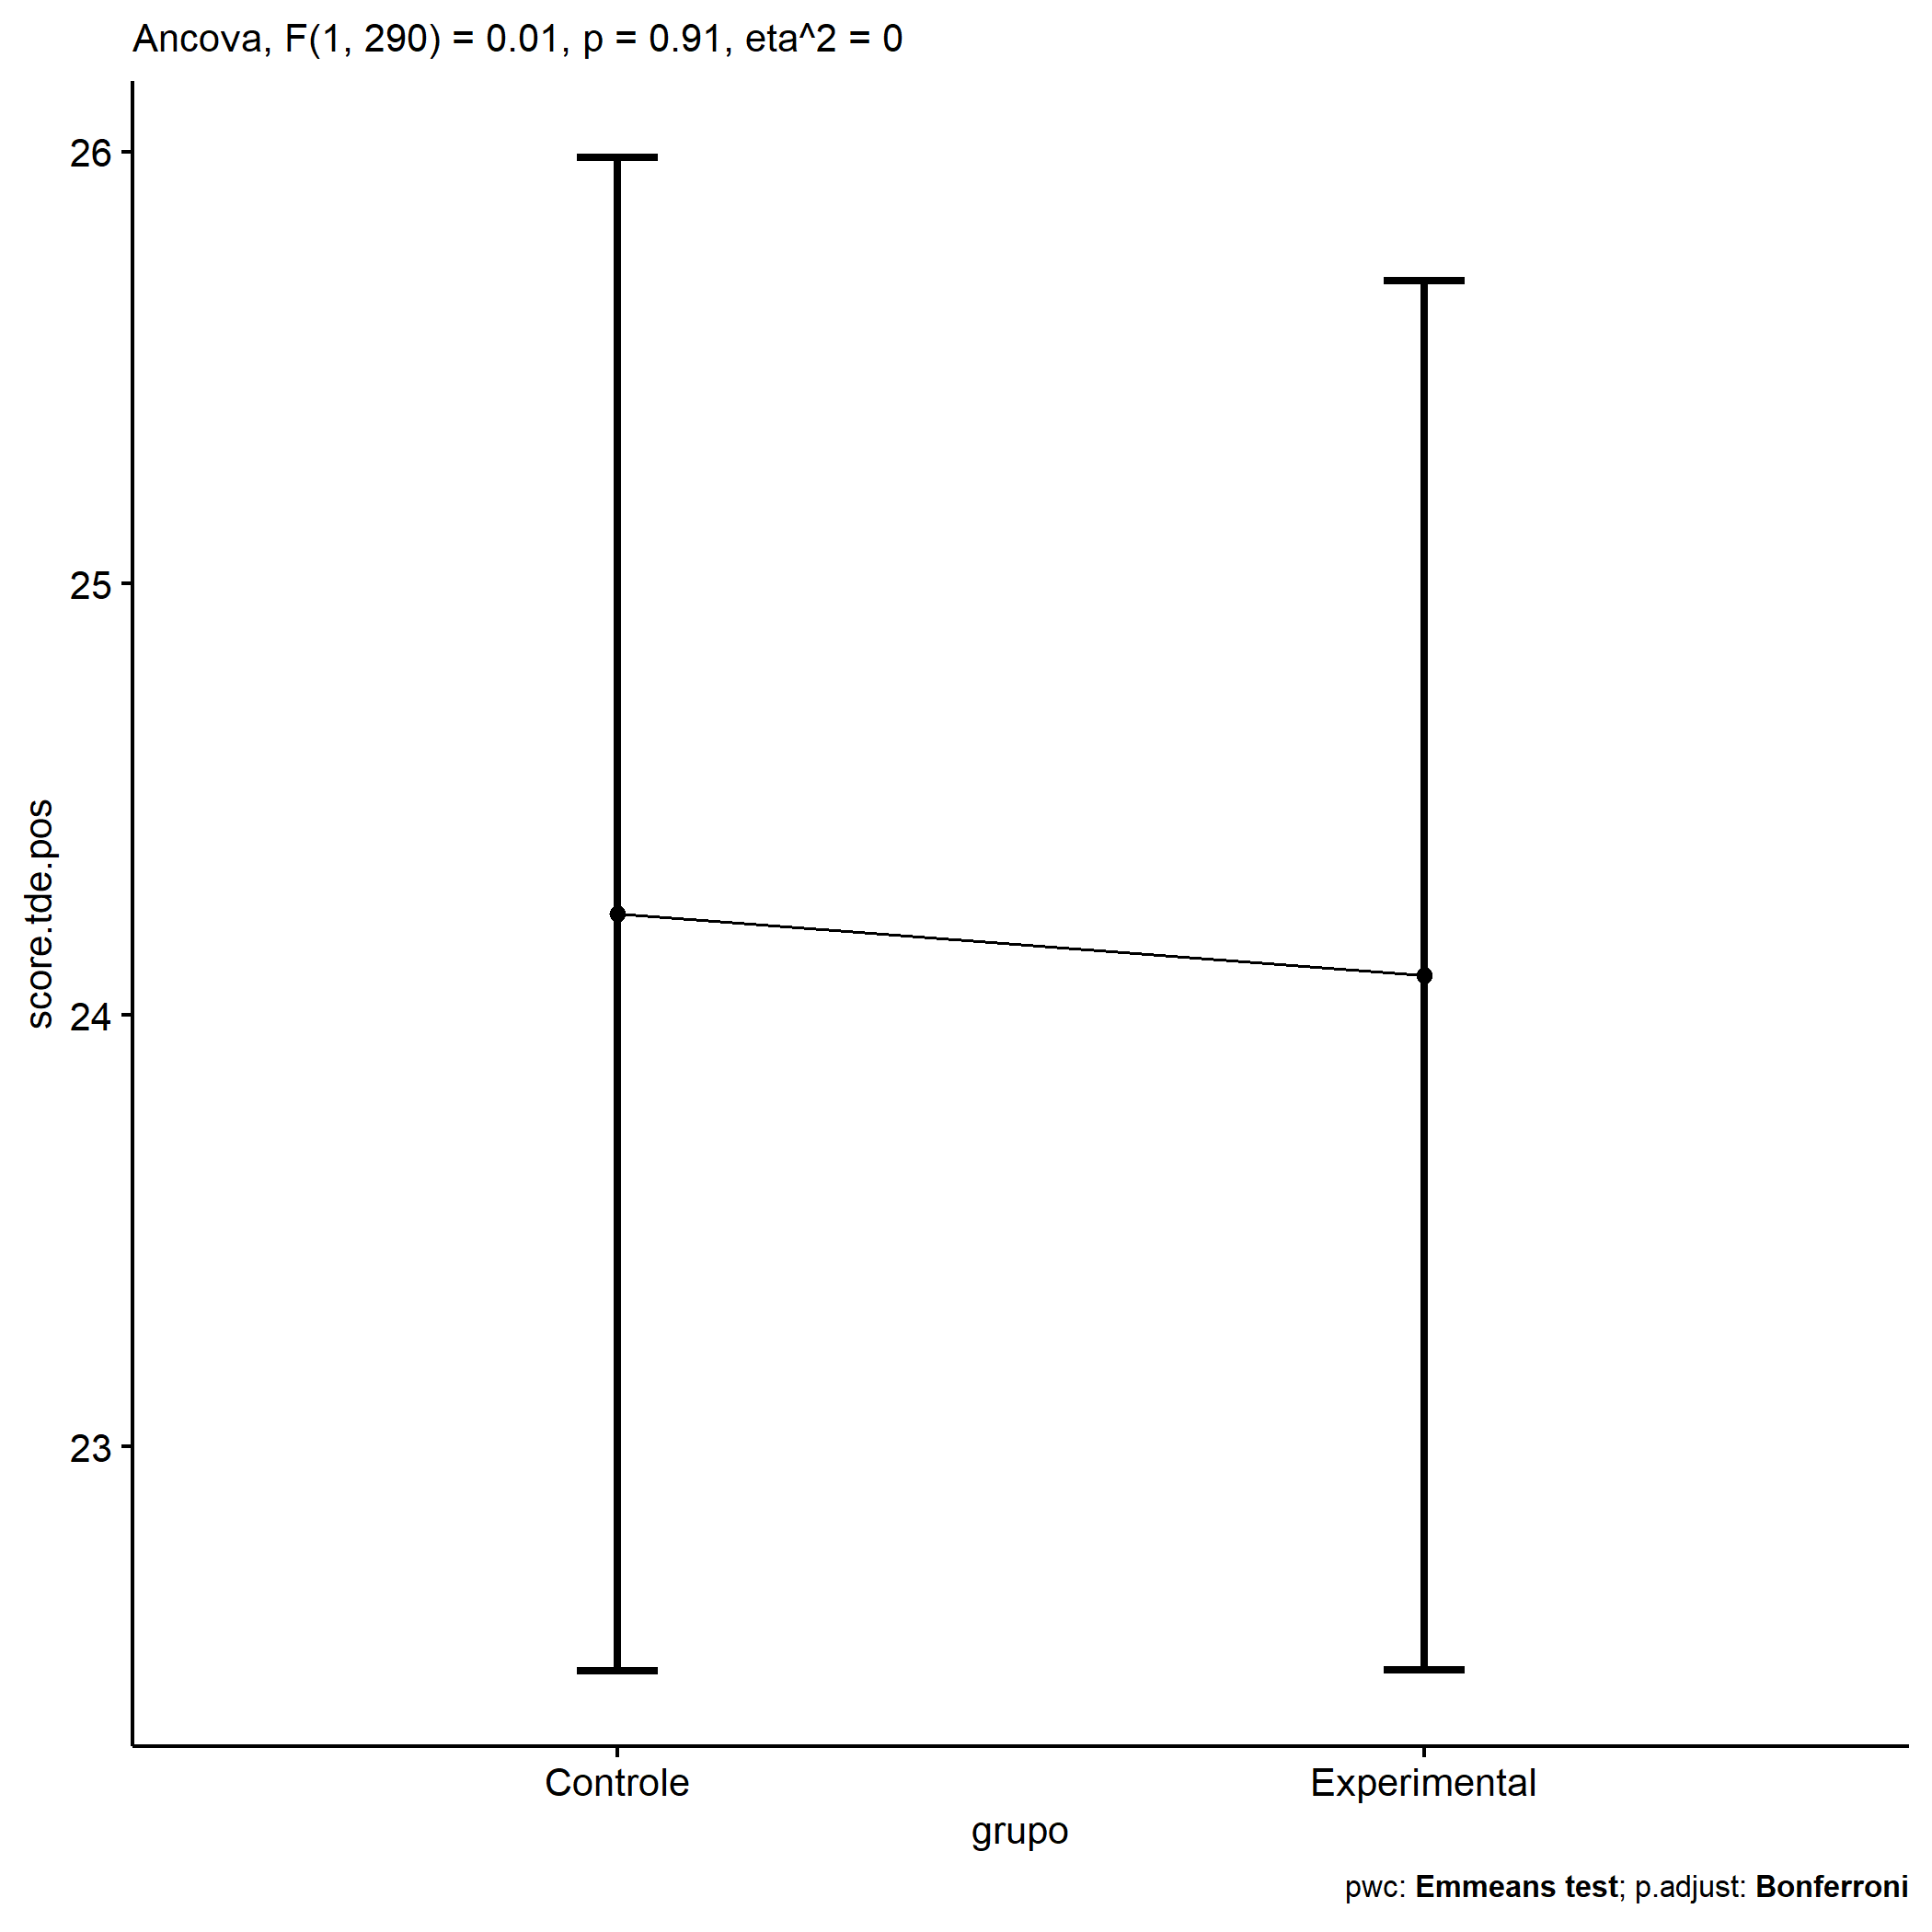 Ancova, F(1, 290) = 0.01, p = 0.91, eta^2 = 0
26
25
24
23
score.tde.pos
Controle
Experimental
grupo
pwc: Emmeans test; p.adjust: Bonferroni